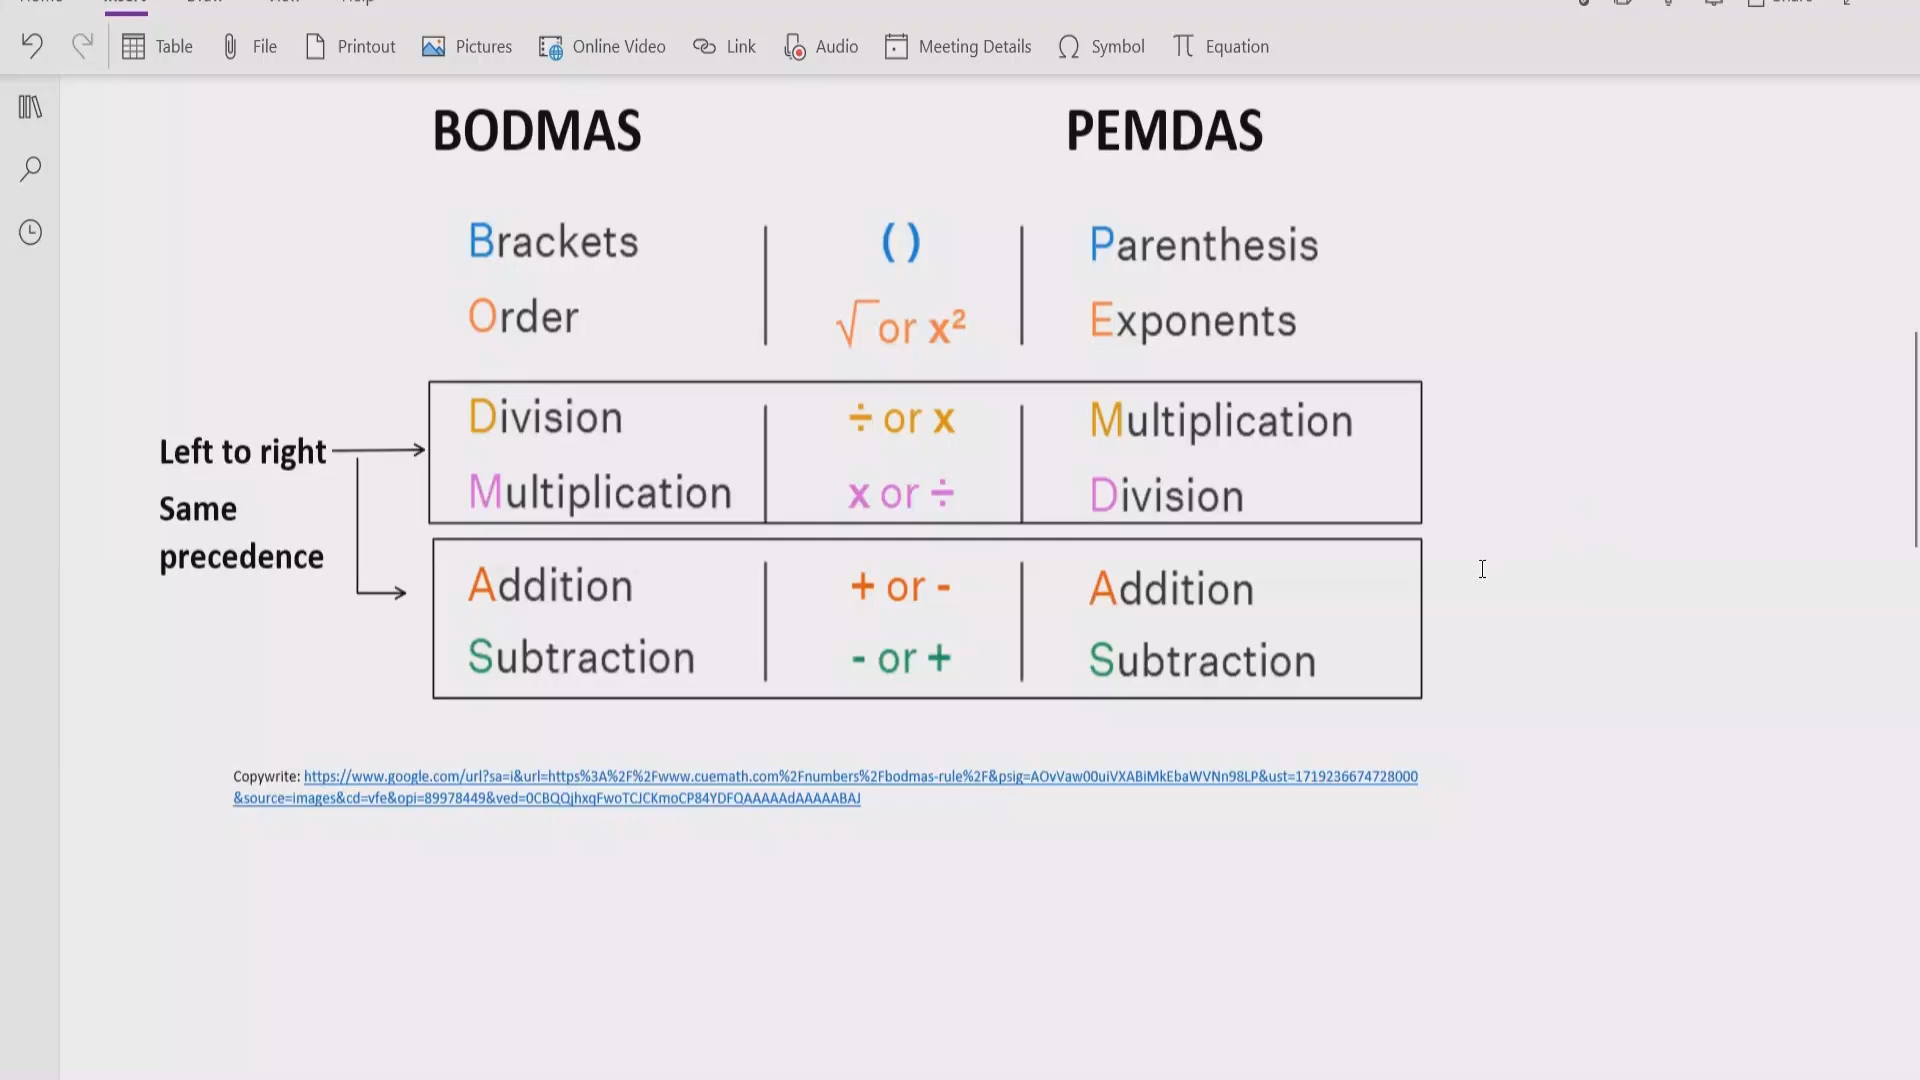 Table File Printout Pictures Online Video Link Audio Meeting Details Symbol Equation
BODMAS PEMDAS
Brackets ( ) Parenthesis
Order √ or x² Exponents
Division ÷ or x Multiplication
Left to right
Multiplication x or ÷ Division
Same
precedence
Addition + or - Addition
Subtraction - or + Subtraction
Copywrite: https://www.google.com/url?sa=i&url=https%3A%2F%2Fwww.cuemath.com%2Fnumbers%2Fbodmas-rule%2F&psig=AOvVaw00uiVXABiMkEbaWVNn98LP&ust=1719236674728000
&source=images&cd=vfe&opi=89978449&ved=0CBQQjhxqFwoTCJCKmoCP84YDFQAAAAAdAAAAABAJ